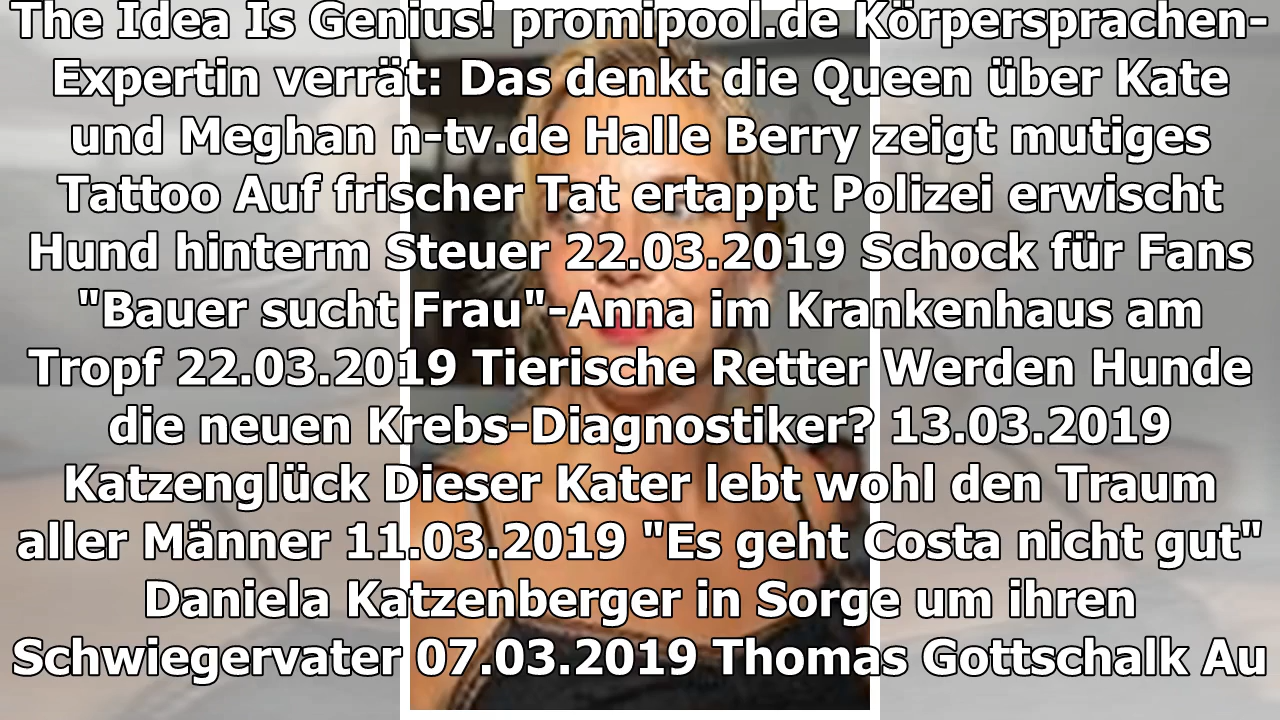 The Idea Is Genius! promipool.de Körpersprachen-
Expertin verrät: Das denkt die Queen über Kate
und Meghan n-tv.de Halle Berry zeigt mutiges
Tattoo Auf frischer Tat ertappt Polizei erwischt
Hund hinterm Steuer 22.03.2019 Schock für Fans
"Bauer sucht Frau"-Anna im Krankenhaus am
Tropf 22.03.2019 Tierische Retter Werden Hunde
die neuen Krebs-Diagnostiker? 13.03.2019
Katzenglück Dieser Kater lebt wohl den Traum
aller Männer 11.03.2019 "Es geht Costa nicht gut"
Daniela Katzenberger in Sorge um ihren
Schwiegervater 07.03.2019 Thomas Gottschalk Au